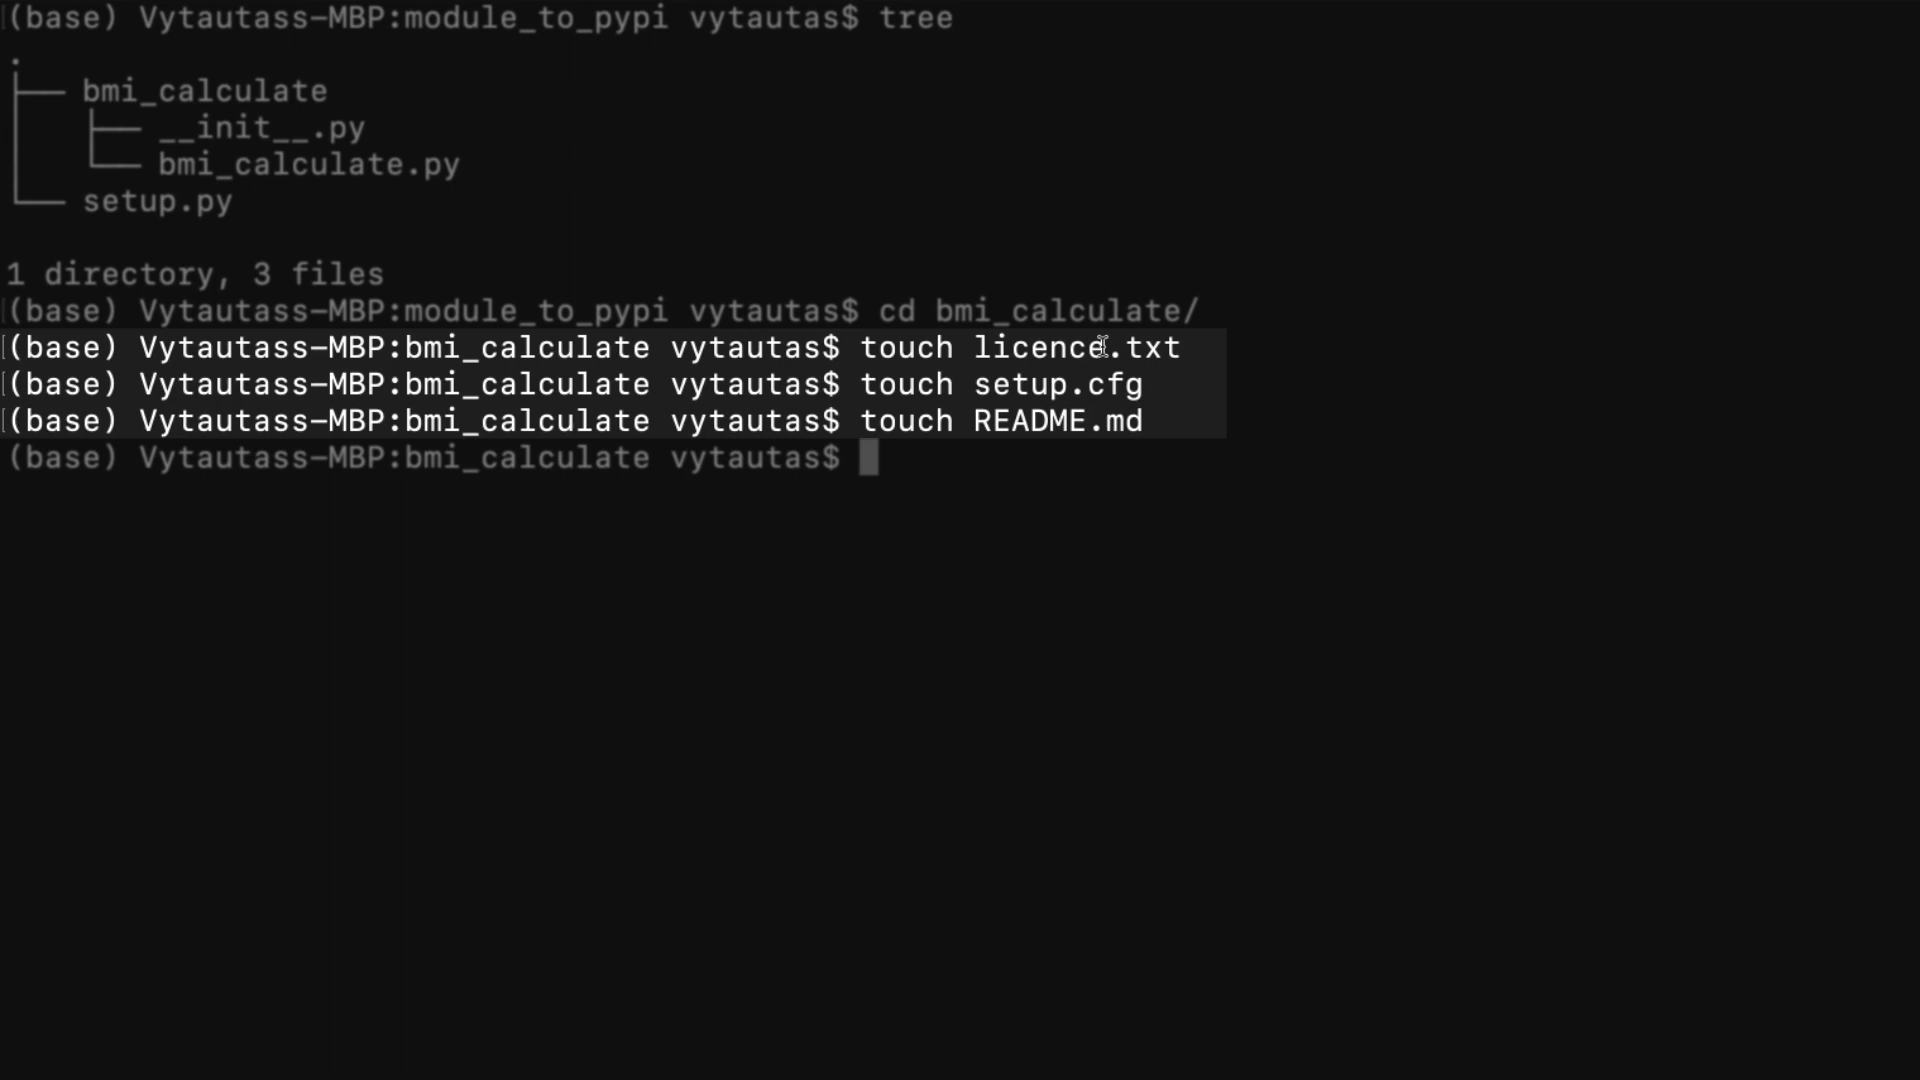 (base) Vytautass-MBP:module_to_pypi vytautas$ tree
.
├── bmi_calculate
│   ├── __init__.py
│   └── bmi_calculate.py
└── setup.py
1 directory, 3 files
(base) Vytautass-MBP:module_to_pypi vytautas$ cd bmi_calculate/
(base) Vytautass-MBP:bmi_calculate vytautas$ touch licence.txt
(base) Vytautass-MBP:bmi_calculate vytautas$ touch setup.cfg
(base) Vytautass-MBP:bmi_calculate vytautas$ touch README.md
(base) Vytautass-MBP:bmi_calculate vytautas$